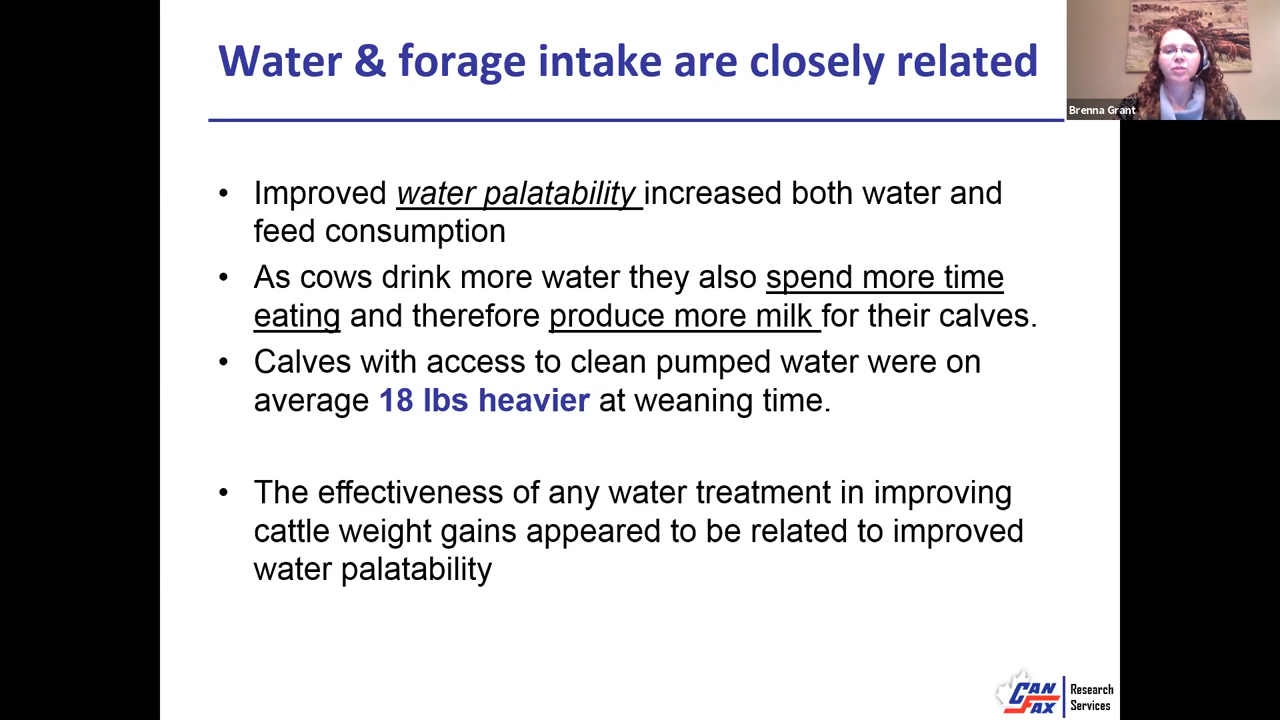 Water & forage intake are closely related
Brenna Grant
• Improved water palatability increased both water and
feed consumption
• As cows drink more water they also spend more time
eating and therefore produce more milk for their calves.
• Calves with access to clean pumped water were on
average 18 lbs heavier at weaning time.
• The effectiveness of any water treatment in improving
cattle weight gains appeared to be related to improved
water palatability
CAN
FAX
Research
Services